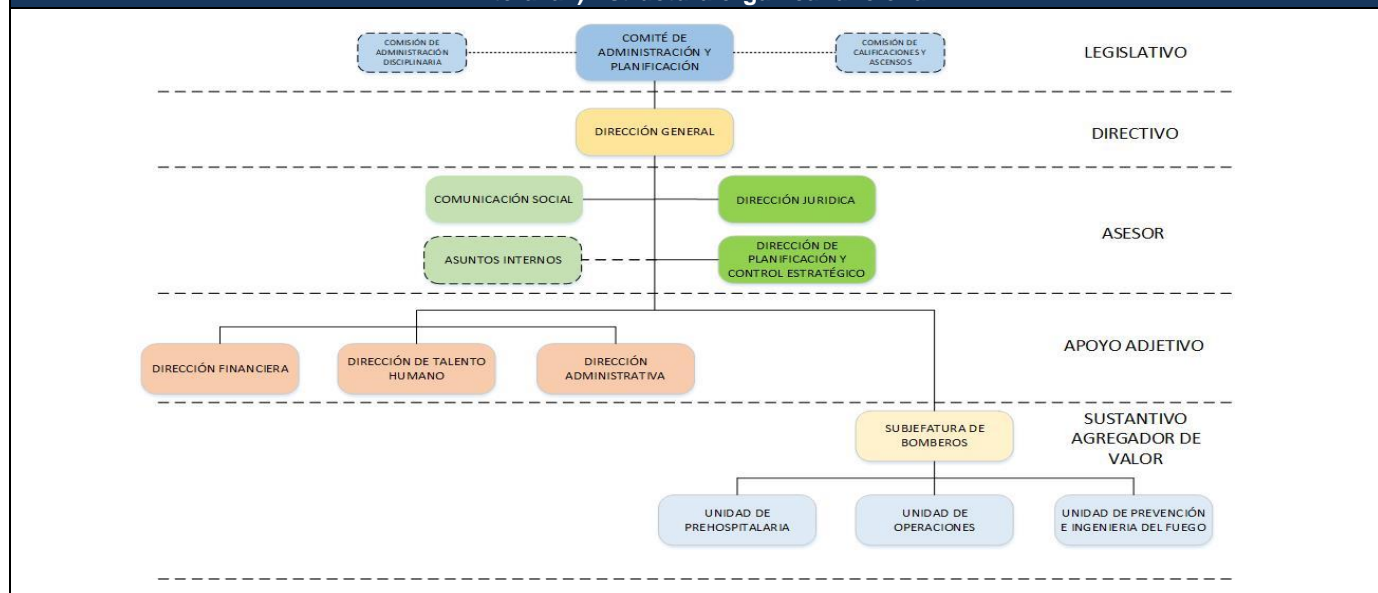 COMISIÓN DE
ADMINISTRACIÓN
DISCIPLINARIA
COMITÉ DE
ADMINISTRACIÓN Y
PLANIFICACIÓN
COMISIÓN DE
CALIFICACIONES Y
ASCENSOS
LEGISLATIVO
DIRECCIÓN GENERAL
DIRECTIVO
COMUNICACIÓN SOCIAL
DIRECCIÓN JURIDICA
ASUNTOS INTERNOS
DIRECCIÓN DE
PLANIFICACIÓN Y
CONTROL ESTRATÉGICO
ASESOR
DIRECCIÓN FINANCIERA
DIRECCIÓN DE TALENTO
HUMANO
DIRECCIÓN
ADMINISTRATIVA
APOYO ADJETIVO
SUBJEFATURA DE
BOMBEROS
SUSTANTIVO
AGREGADOR DE
VALOR
UNIDAD DE
PREHOSPITALARIA
UNIDAD DE
OPERACIONES
UNIDAD DE PREVENCIÓN
E INGENIERIA DEL FUEGO